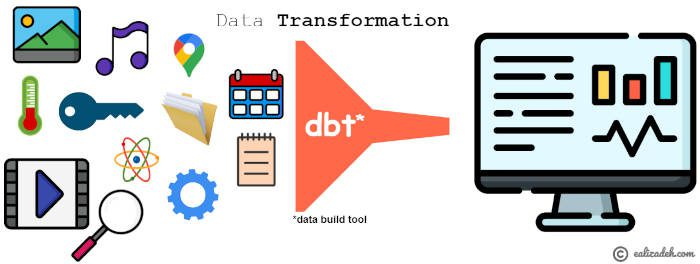 Data Transformation
dbt*
*data build tool
© ealizadeh.com